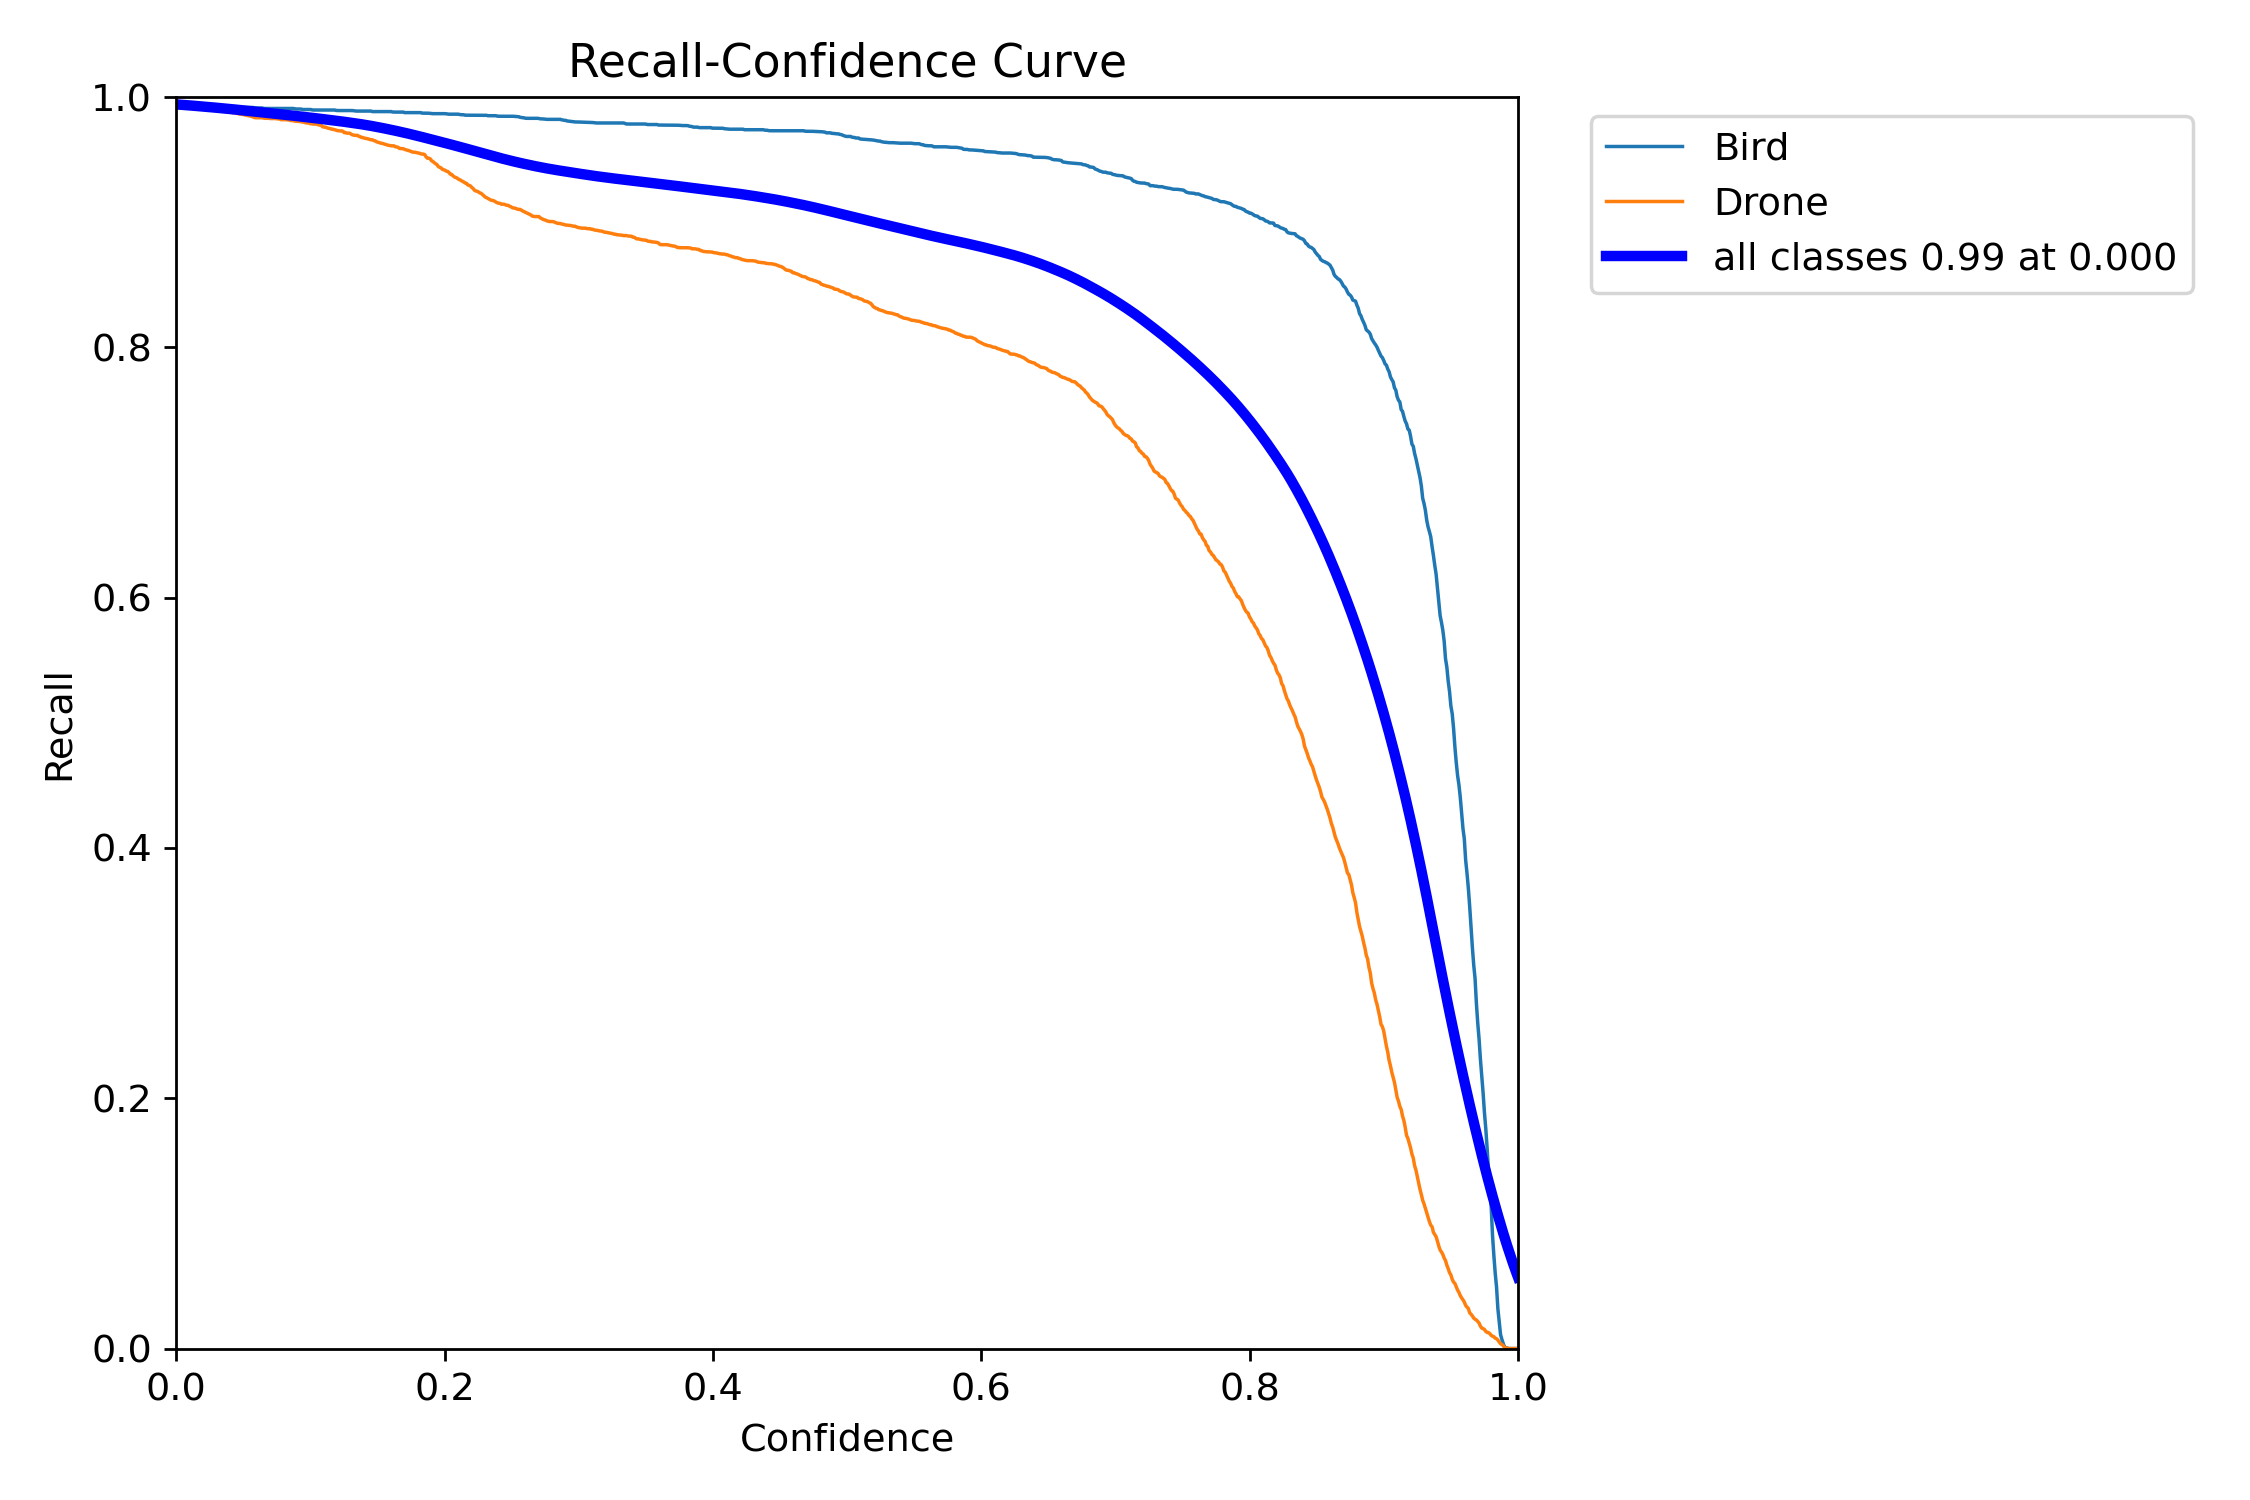 Recall-Confidence Curve
1.0
0.8
0.6
0.4
0.2
0.0
Recall
0.0 0.2 0.4 0.6 0.8 1.0
Confidence
Bird
Drone
all classes 0.99 at 0.000